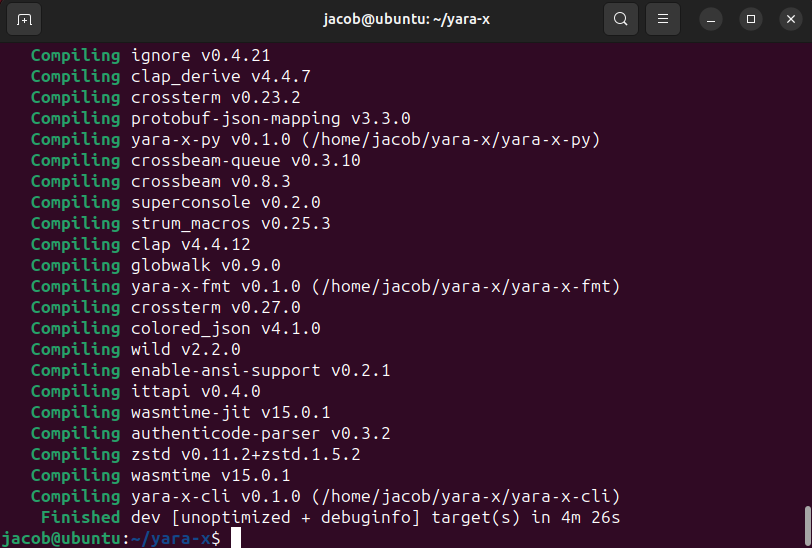 jacob@ubuntu: ~/yara-x
Compiling ignore v0.4.21
Compiling clap_derive v4.4.7
Compiling crossterm v0.23.2
Compiling protobuf-json-mapping v3.3.0
Compiling yara-x-py v0.1.0 (/home/jacob/yara-x/yara-x-py)
Compiling crossbeam-queue v0.3.10
Compiling crossbeam v0.8.3
Compiling superconsole v0.2.0
Compiling strum_macros v0.25.3
Compiling clap v4.4.12
Compiling globwalk v0.9.0
Compiling yara-x-fmt v0.1.0 (/home/jacob/yara-x/yara-x-fmt)
Compiling crossterm v0.27.0
Compiling colored_json v4.1.0
Compiling wild v2.2.0
Compiling enable-ansi-support v0.2.1
Compiling ittapi v0.4.0
Compiling wasmtime-jit v15.0.1
Compiling authenticode-parser v0.3.2
Compiling zstd v0.11.2+zstd.1.5.2
Compiling wasmtime v15.0.1
Compiling yara-x-cli v0.1.0 (/home/jacob/yara-x/yara-x-cli)
Finished dev [unoptimized + debuginfo] target(s) in 4m 26s
jacob@ubuntu:~/yara-x$